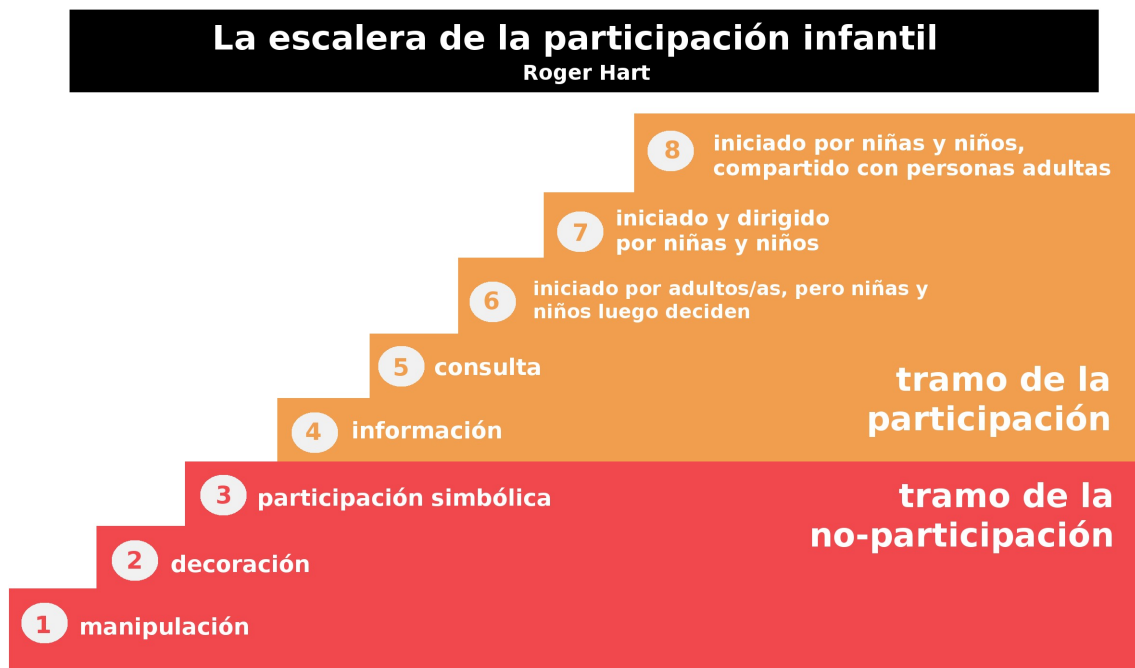 La escalera de la participación infantil
Roger Hart
8 iniciado por niñas y niños,
compartido con personas adultas
7 iniciado y dirigido
por niñas y niños
6 iniciado por adultos/as, pero niñas y
niños luego deciden
5 consulta
4 información
tramo de la
participación
3 participación simbólica
2 decoración
1 manipulación
tramo de la
no-participación